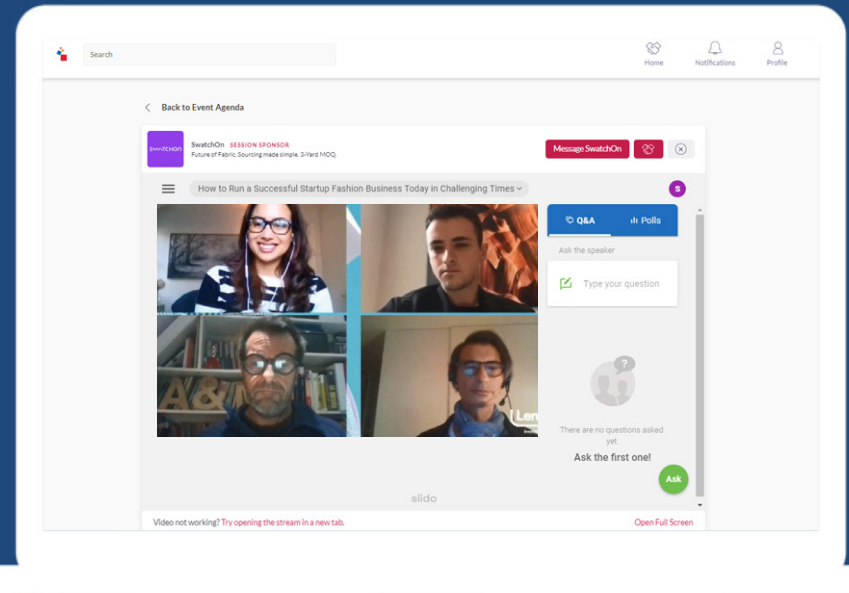 Search
Home
Notifications
Profile
Back to Event Agenda
SWATCHON
SwatchOn SESSION SPONSOR
Future of Fabric Sourcing made simple. 3-Yard MOQ.
Message SwatchOn
How to Run a Successful Startup Fashion Business Today in Challenging Times
S
Q&A
Polls
Ask the speaker
Type your question
A&
Len
?
There are no questions asked
yet.
Ask the first one!
Ask
slido
Video not working? Try opening the stream in a new tab.
Open Full Screen